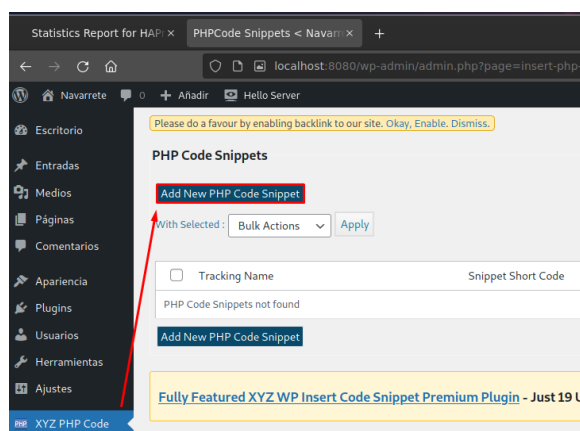 Statistics Report for HAPr
PHPCode Snippets < Navarr
localhost:8080/wp-admin/admin.php?page=insert-php-
Navarrete 0 Añadir Hello Server
Escritorio
Entradas
Medios
Páginas
Comentarios
Apariencia
Plugins
Usuarios
Herramientas
Ajustes
PHP XYZ PHP Code
Please do a favour by enabling backlink to our site. Okay, Enable. Dismiss.
PHP Code Snippets
Add New PHP Code Snippet
With Selected : Bulk Actions Apply
Tracking Name Snippet Short Code
PHP Code Snippets not found
Add New PHP Code Snippet
Fully Featured XYZ WP Insert Code Snippet Premium Plugin - Just 19 U